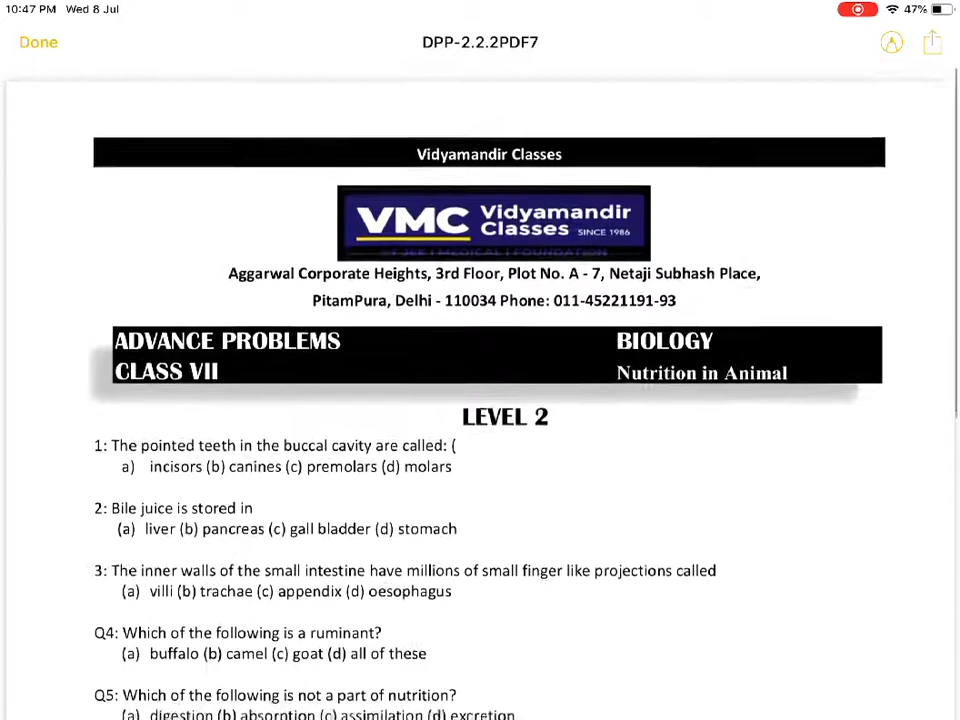 10:47 PM Wed 8 Jul
47%
Done
DPP-2.2.2PDF7
Vidyamandir Classes
VMC Vidyamandir Classes SINCE 1986
IIT JEE | MEDICAL | FOUNDATION
Aggarwal Corporate Heights, 3rd Floor, Plot No. A - 7, Netaji Subhash Place,
PitamPura, Delhi - 110034 Phone: 011-45221191-93
ADVANCE PROBLEMS BIOLOGY
CLASS VII Nutrition in Animal
LEVEL 2
1: The pointed teeth in the buccal cavity are called: (
a) incisors (b) canines (c) premolars (d) molars
2: Bile juice is stored in
(a) liver (b) pancreas (c) gall bladder (d) stomach
3: The inner walls of the small intestine have millions of small finger like projections called
(a) villi (b) trachae (c) appendix (d) oesophagus
Q4: Which of the following is a ruminant?
(a) buffalo (b) camel (c) goat (d) all of these
Q5: Which of the following is not a part of nutrition?
(a) digestion (b) absorption (c) assimilation (d) excretion